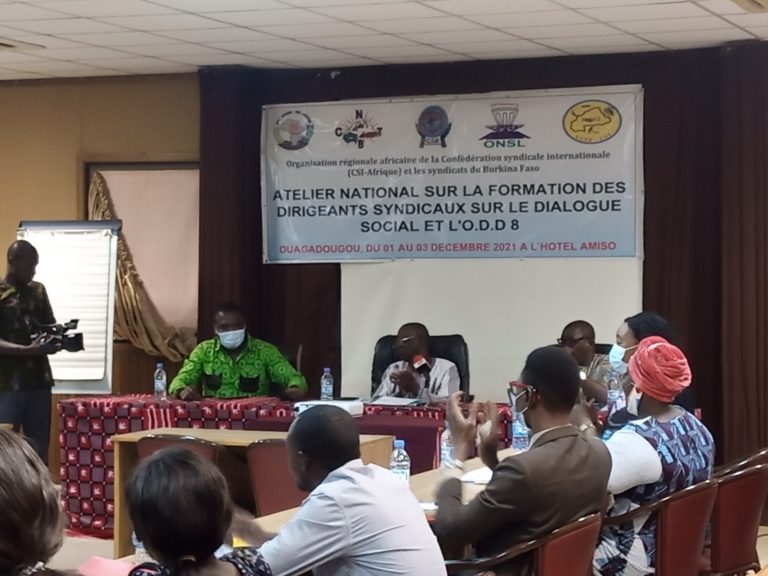 N
C T
B
ONSL
Organisation régionale africaine de la Confédération syndicale internationale
(CSI-Afrique) et les syndicats du Burkina Faso
ATELIER NATIONAL SUR LA FORMATION DES
DIRIGEANTS SYNDICAUX SUR LE DIALOGUE
SOCIAL ET L'O.D.D 8
OUAGADOUGOU, DU 01 AU 03 DECEMBRE 2021 A L'HOTEL AMISO